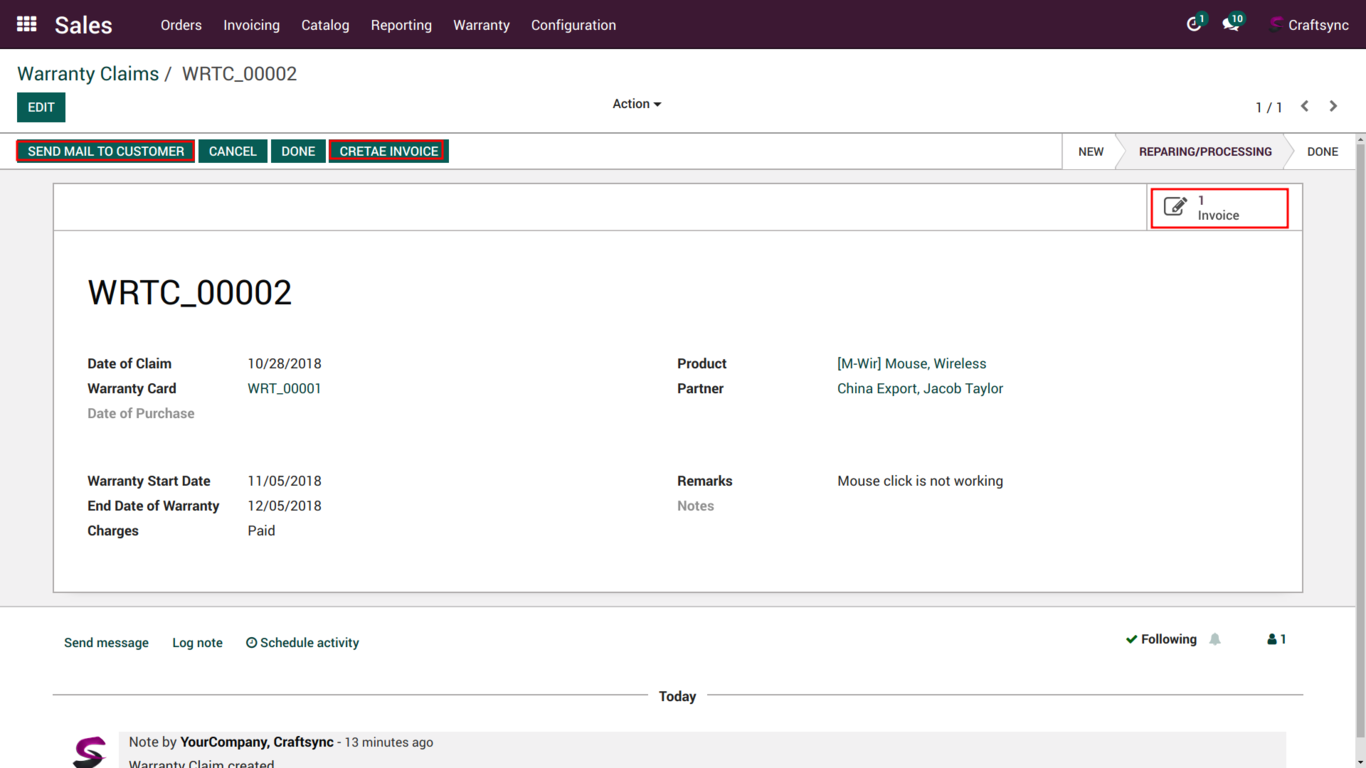 Sales Orders Invoicing Catalog Reporting Warranty Configuration 1 10 Craftsync
Warranty Claims / WRTC_00002
EDIT Action 1 / 1
SEND MAIL TO CUSTOMER CANCEL DONE CRETAE INVOICE NEW REPARING/PROCESSING DONE
1
Invoice
WRTC_00002
Date of Claim 10/28/2018 Product [M-Wir] Mouse, Wireless
Warranty Card WRT_00001 Partner China Export, Jacob Taylor
Date of Purchase
Warranty Start Date 11/05/2018 Remarks Mouse click is not working
End Date of Warranty 12/05/2018 Notes
Charges Paid
Send message Log note Schedule activity Following 1
Today
Note by YourCompany, Craftsync - 13 minutes ago
Warranty Claim created